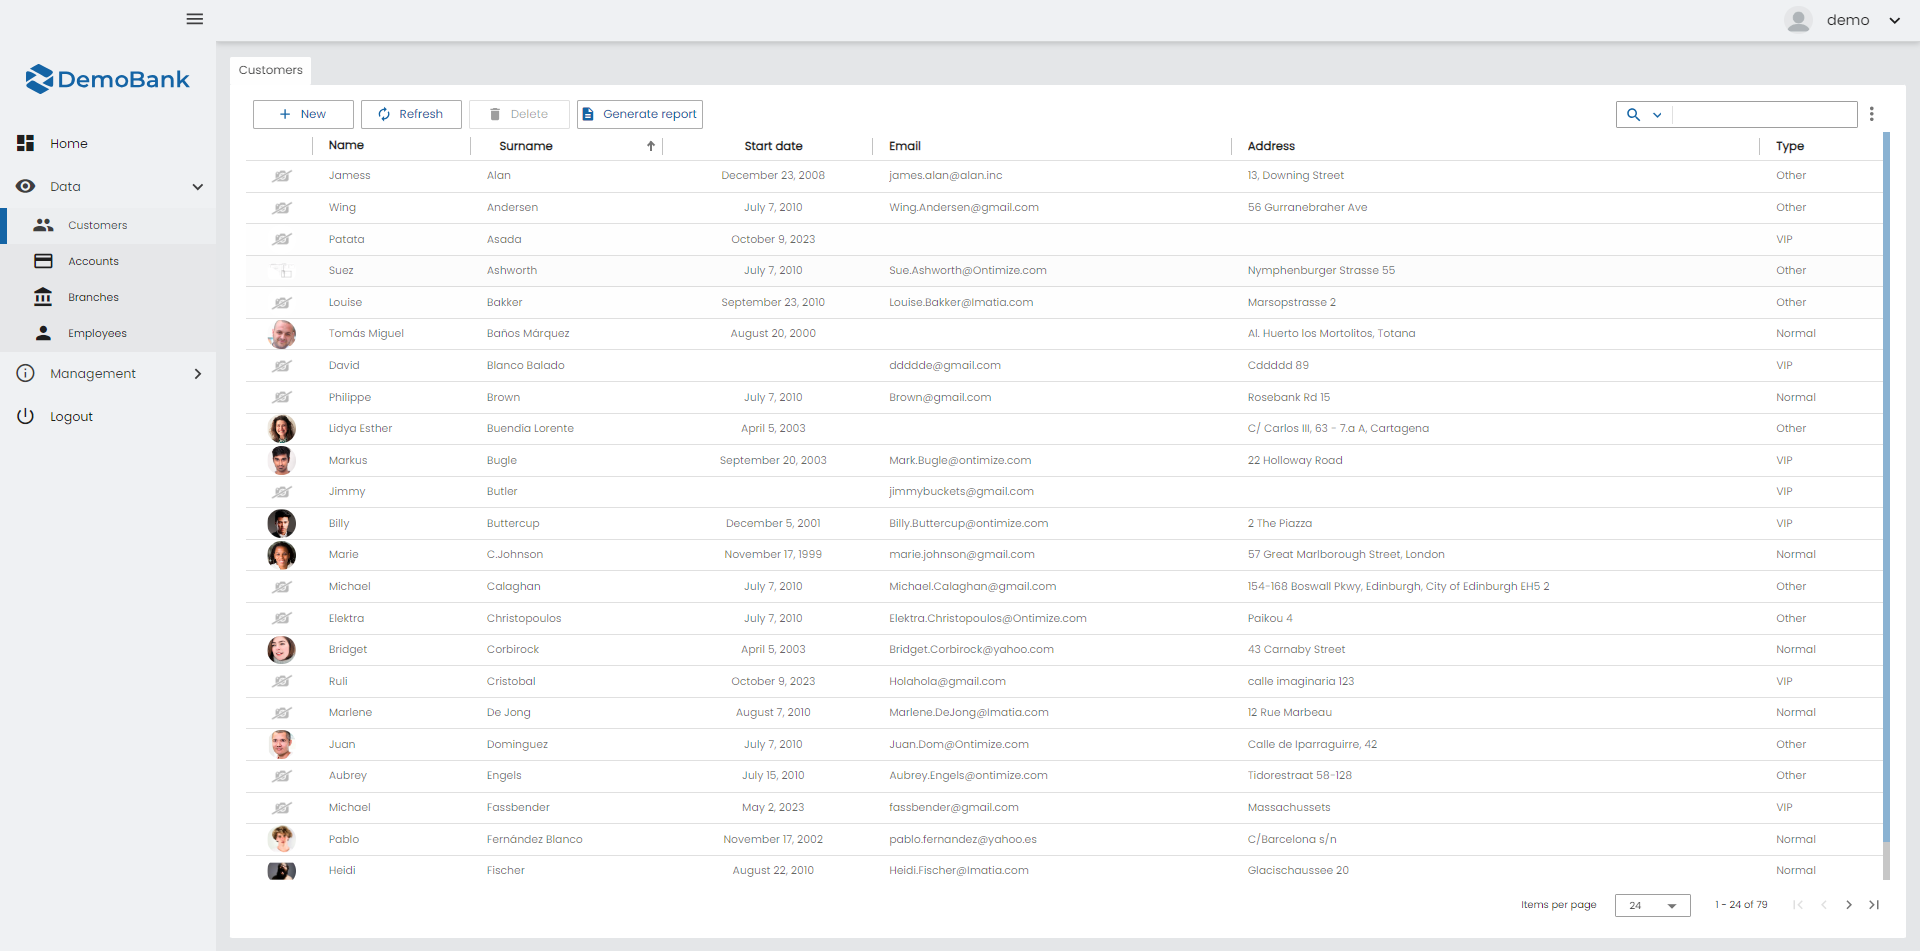 demo
DemoBank
Home
Data
Customers
Accounts
Branches
Employees
Management
Logout
Customers
New Refresh Delete Generate report
Name Surname Start date Email Address Type
Jamess Alan December 23, 2008 james.alan@alan.inc 13, Downing Street Other
Wing Andersen July 7, 2010 Wing.Andersen@gmail.com 56 Gurranebraher Ave Other
Patata Asada October 9, 2023 VIP
Suez Ashworth July 7, 2010 Sue.Ashworth@Ontimize.com Nymphenburger Strasse 55 Other
Louise Bakker September 23, 2010 Louise.Bakker@Imatia.com Marsopstrasse 2 Other
Tomás Miguel Baños Márquez August 20, 2000 Al. Huerto los Mortolitos, Totana Normal
David Blanco Balado ddddde@gmail.com Cddddd 89 VIP
Philippe Brown July 7, 2010 Brown@gmail.com Rosebank Rd 15 Normal
Lidya Esther Buendía Lorente April 5, 2003 C/ Carlos III, 63 - 7.a A, Cartagena Other
Markus Bugle September 20, 2003 Mark.Bugle@ontimize.com 22 Holloway Road VIP
Jimmy Butler jimmybuckets@gmail.com VIP
Billy Buttercup December 5, 2001 Billy.Buttercup@ontimize.com 2 The Piazza VIP
Marie C.Johnson November 17, 1999 marie.johnson@gmail.com 57 Great Marlborough Street, London Normal
Michael Calaghan July 7, 2010 Michael.Calaghan@gmail.com 154-168 Boswall Pkwy, Edinburgh, City of Edinburgh EH5 2 Other
Elektra Christopoulos July 7, 2010 Elektra.Christopoulos@Ontimize.com Paikou 4 Other
Bridget Corbirock April 5, 2003 Bridget.Corbirock@yahoo.com 43 Carnaby Street Normal
Ruli Cristobal October 9, 2023 Holahola@gmail.com calle imaginaria 123 VIP
Marlene De Jong August 7, 2010 Marlene.DeJong@Imatia.com 12 Rue Marbeau Normal
Juan Dominguez July 7, 2010 Juan.Dom@Ontimize.com Calle de Iparraguirre, 42 Other
Aubrey Engels July 15, 2010 Aubrey.Engels@ontimize.com Tidorestraat 58-128 Other
Michael Fassbender May 2, 2023 fassbender@gmail.com Massachussets VIP
Pablo Fernández Blanco November 17, 2002 pablo.fernandez@yahoo.es C/Barcelona s/n Normal
Heidi Fischer August 22, 2010 Heidi.Fischer@Imatia.com Glacischaussee 20 Normal
Items per page 24 1 - 24 of 79